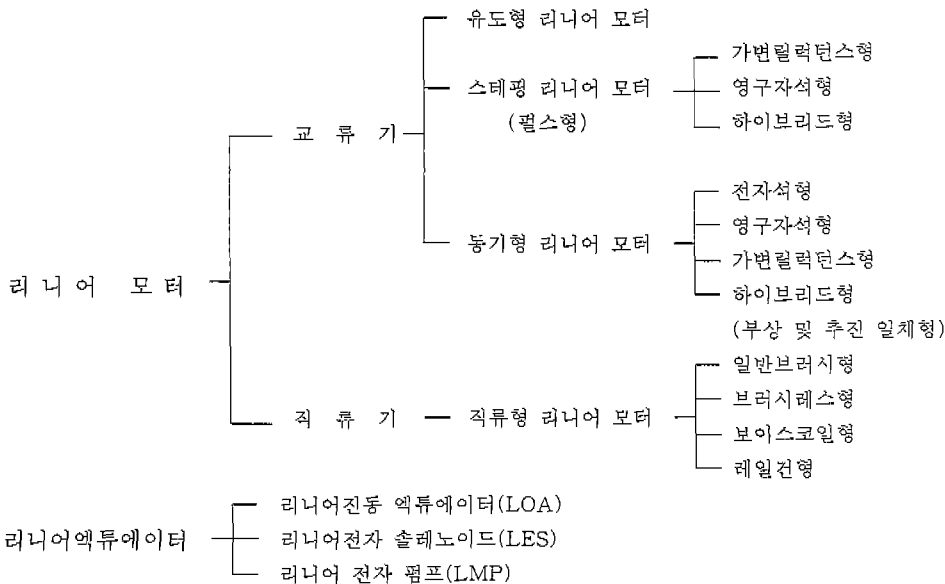 유도형 리니어 모터
스테핑 리니어 모터
(펄스형)
가변릴럭턴스형
영구자석형
하이브리드형
교 류 기
동기형 리니어 모터
전자석형
영구자석형
가변릴럭턴스형
하이브리드형
(부상 및 추진 일체형)
리 니 어 모 터
직 류 기
직류형 리니어 모터
일반브러시형
브러시레스형
보이스코일형
레일건형
리니어액튜에이터
리니어진동 엑튜에이터(LOA)
리니어전자 솔레노이드(LES)
리니어 전자 펌프(LMP)